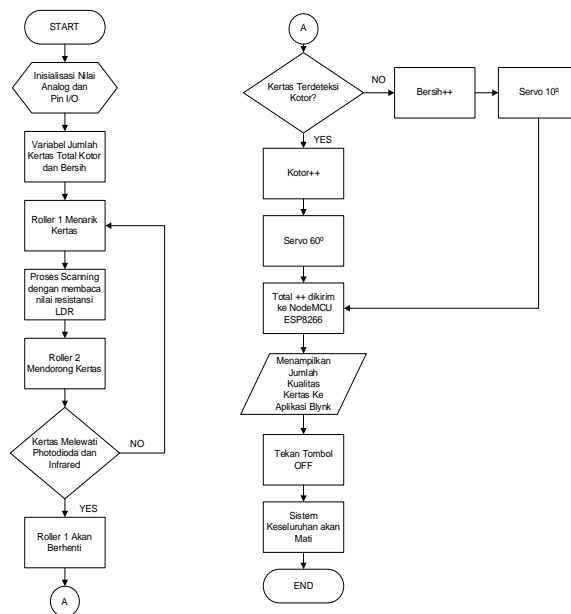 START
Inisialisasi Nilai
Analog dan
Pin I/O
Variabel Jumlah
Kertas Total Kotor
dan Bersih
Roller 1 Menarik
Kertas
Proses Scanning
dengan membaca
nilai resistansi
LDR
Roller 2
Mendorong Kertas
Kertas Melewati
Photodioda dan
Infrared
NO
YES
Roller 1 Akan
Berhenti
A
A
Kertas Terdeteksi
Kotor?
NO
Bersih++
Servo 10º
YES
Kotor++
Servo 60º
Total ++ dikirim
ke NodeMCU
ESP8266
Menampilkan
Jumlah
Kualitas
Kertas Ke
Aplikasi Blynk
Tekan Tombol
OFF
Sistem
Keseluruhan akan
Mati
END